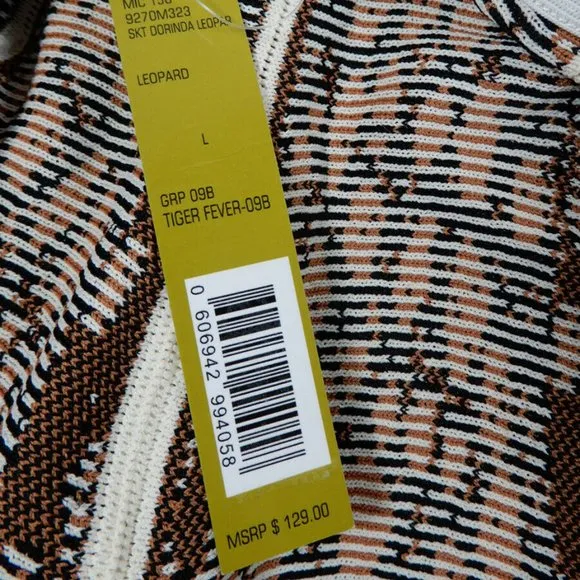 9270M323
SKT DORINDA LEOPAR
LEOPARD
L
GRP 09B
TIGER FEVER-09B
0 606942 994058
MSRP $ 129.00